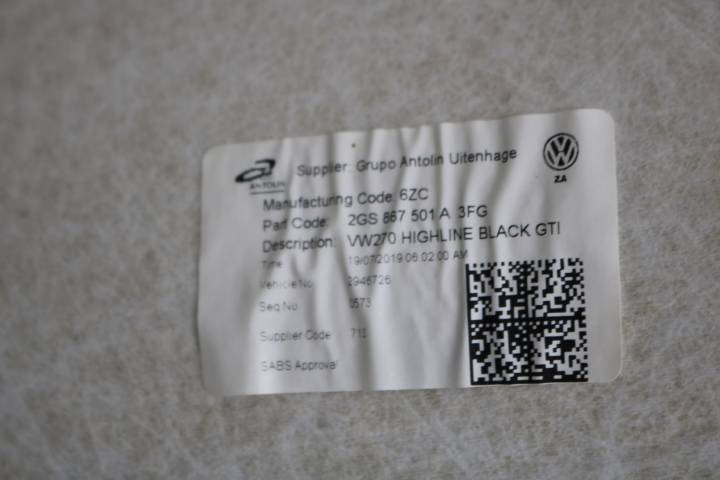 ANTOLIN
Supplier: Grupo Antolin Uitenhage
ZA
Manufacturing Code: 6ZC
Part Code: 2GS 867 501 A 3FG
Description: VW270 HIGHLINE BLACK GTI
Time 19/07/2019 06:02:00 AM
Vehicle No 2946726
Seq No 0573
Supplier Code 713
SABS Approval